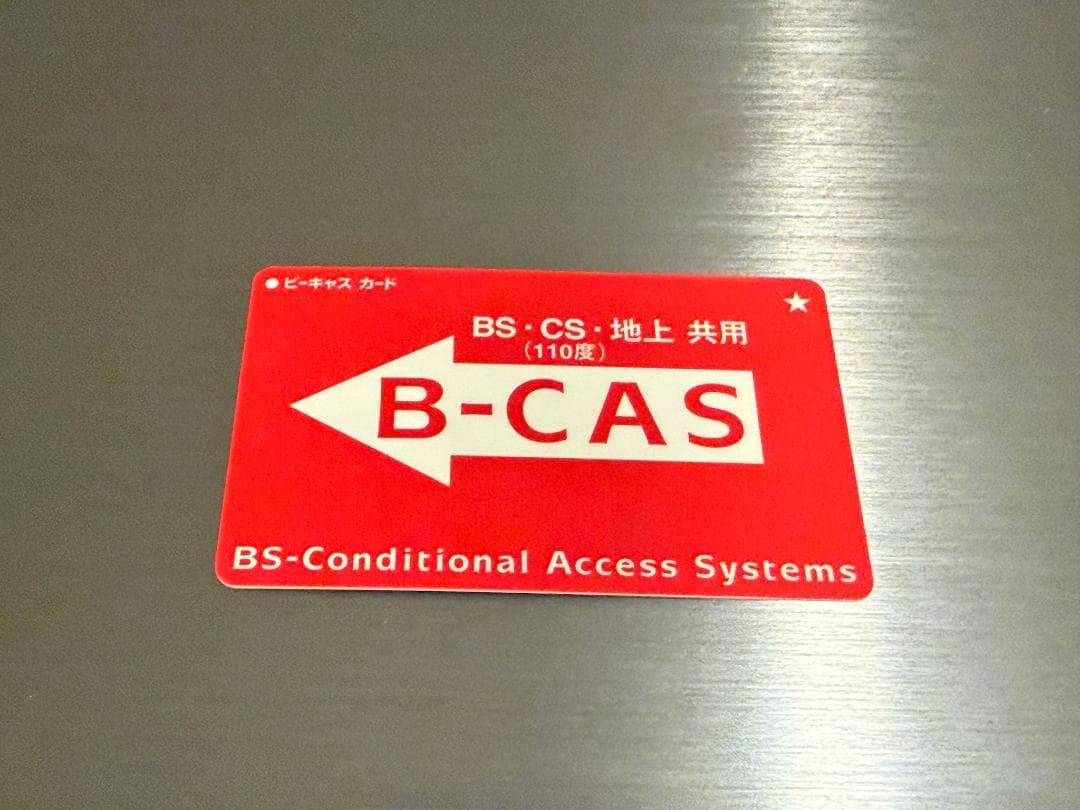 ●ビーキャス カード
★
BS・CS・地上 共用
(110度)
B-CAS
BS-Conditional Access Systems